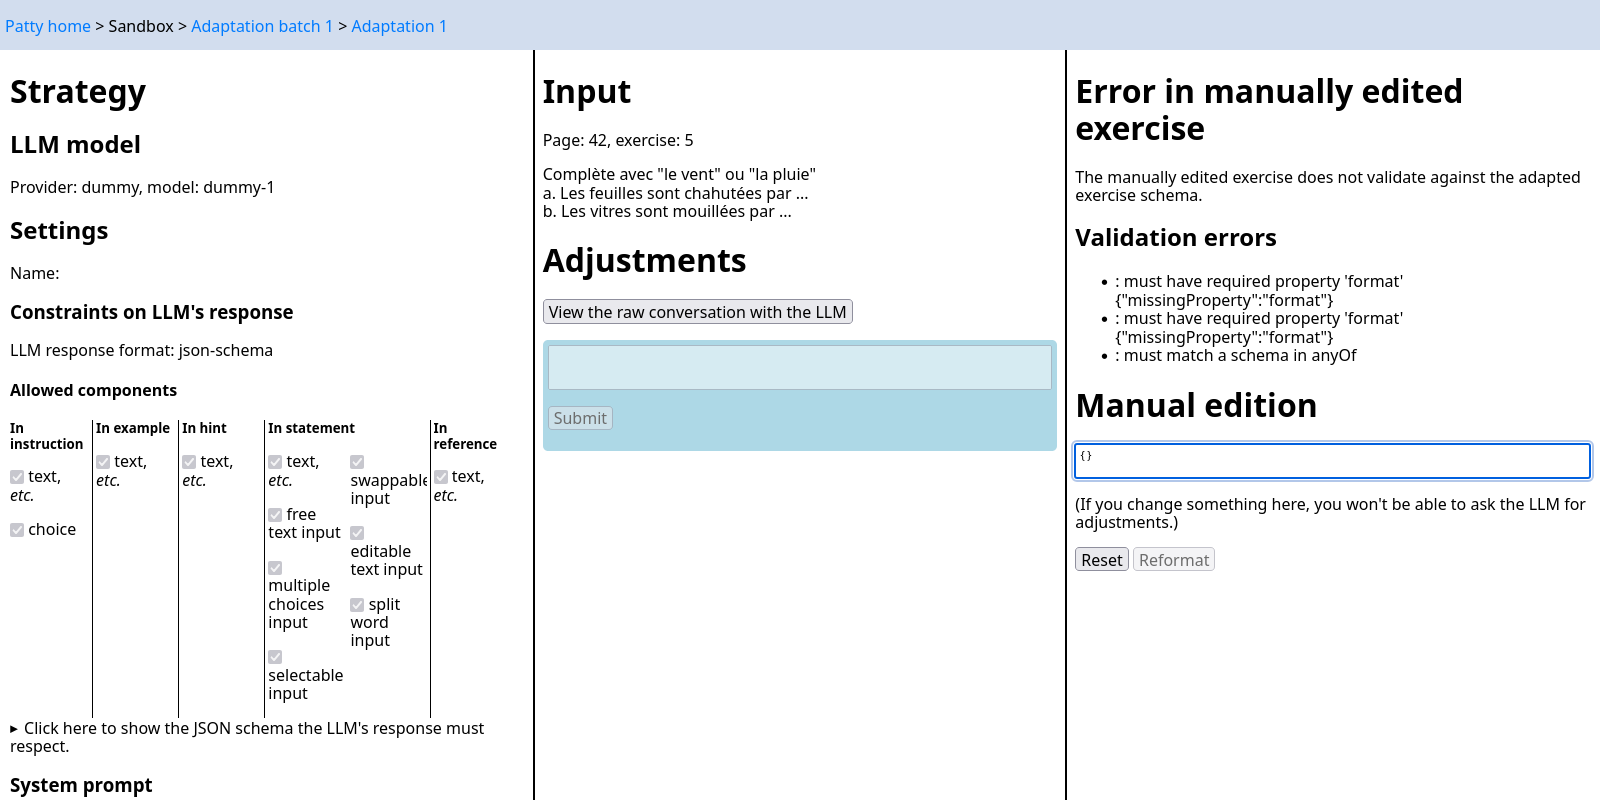 Patty home > Sandbox > Adaptation batch 1 > Adaptation 1
Strategy
LLM model
Provider: dummy, model: dummy-1
Settings
Name:
Constraints on LLM's response
LLM response format: json-schema
Allowed components
In
instruction
text,
etc.
choice
In example
text,
etc.
In hint
text,
etc.
In statement
text,
etc.
free
text input
multiple
choices
input
selectable
input
swappable
input
editable
text input
split
word
input
In
reference
text,
etc.
▸ Click here to show the JSON schema the LLM's response must
respect.
System prompt
Input
Page: 42, exercise: 5
Complète avec "le vent" ou "la pluie"
a. Les feuilles sont chahutées par ...
b. Les vitres sont mouillées par ...
Adjustments
View the raw conversation with the LLM
Submit
Error in manually edited
exercise
The manually edited exercise does not validate against the adapted
exercise schema.
Validation errors
• : must have required property 'format'
{"missingProperty":"format"}
• : must have required property 'format'
{"missingProperty":"format"}
• : must match a schema in anyOf
Manual edition
{}
(If you change something here, you won't be able to ask the LLM for
adjustments.)
Reset Reformat